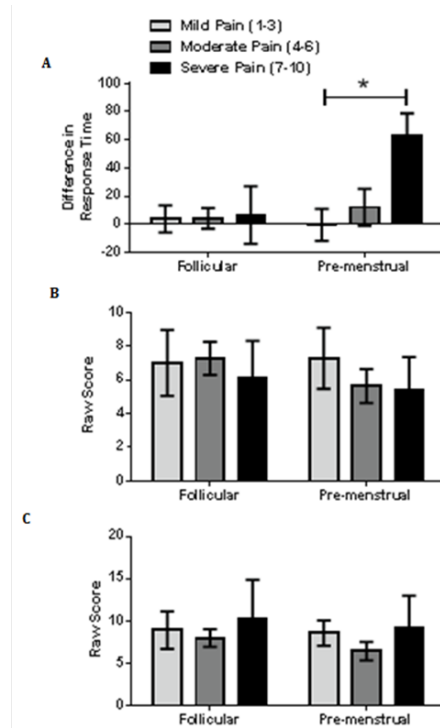 Mild Pain (1-3)
Moderate Pain (4-6)
Severe Pain (7-10)
A
*
Difference in
Response Time
100
80
60
40
20
0
-20
Follicular Pre-menstrual
B
Raw Score
10
8
6
4
2
0
Follicular Pre-menstrual
C
Raw Score
20
15
10
5
0
Follicular Pre-menstrual